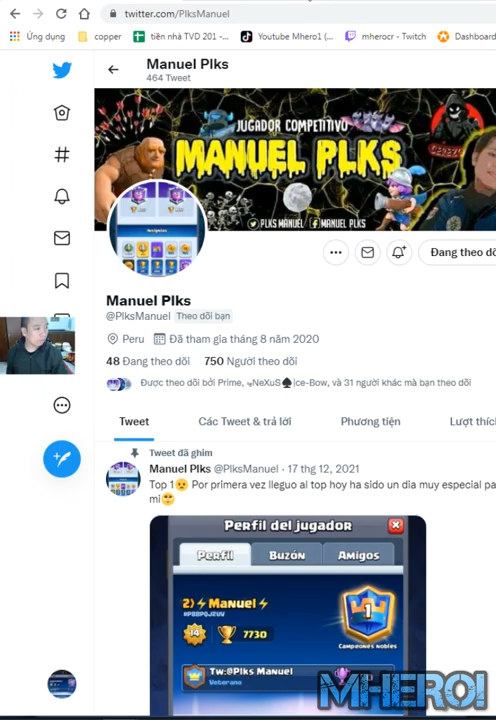 twitter.com/PlksManuel
Ứng dụng
copper
tiền nhà TVD 201 -...
Youtube Mhero1 (...
mherocr - Twitch
Dashboard
Manuel Plks
464 Tweet
JUGADOR COMPETITIVO
MANUEL PLKS
PLKS MANUEL
MANUEL PLKS
Đang theo dõ
Manuel Plks
@PlksManuel Theo dõi bạn
Peru Đã tham gia tháng 8 năm 2020
48 Đang theo dõi 750 Người theo dõi
Được theo dõi bởi Prime, NeXuS♠️|ce-Bow, và 31 người khác mà bạn theo dõi
Tweet Các Tweet & trả lời Phương tiện Lượt thíc
Tweet đã ghim
Manuel Plks @PlksManuel · 17 thg 12, 2021
Top 1😟 Por primera vez lleguo al top hoy ha sido un dia muy especial pa
mi🥳
Perfil del jugador
Perfil Buzón Amigos
2)⚡Manuel⚡
#P8BPQJ2UV
14 7730
1
Campeones nobles
Tw:@Plks Manuel
Veterano
MHERO1